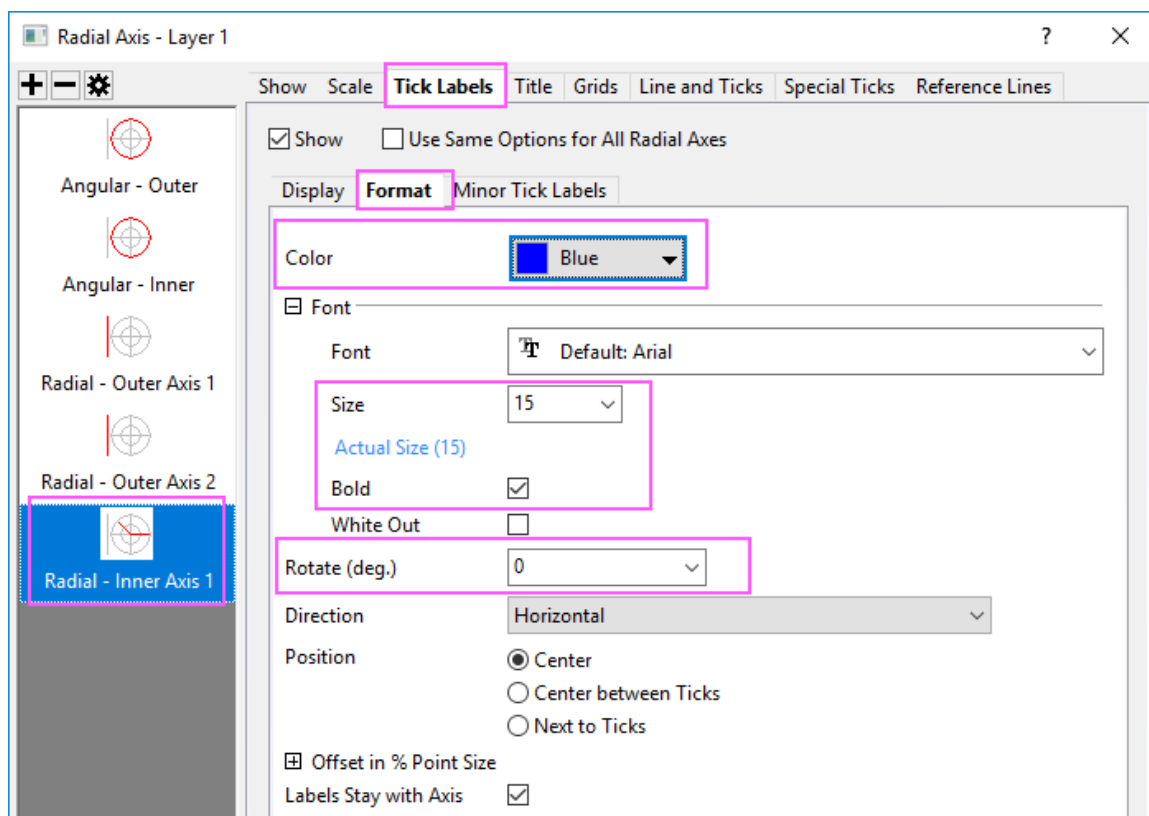 Radial Axis - Layer 1
Show Scale Tick Labels Title Grids Line and Ticks Special Ticks Reference Lines
Show Use Same Options for All Radial Axes
Angular - Outer
Display Format Minor Tick Labels
Color Blue
Angular - Inner
Font
Font Default: Arial
Radial - Outer Axis 1
Size 15
Actual Size (15)
Radial - Outer Axis 2
Bold
White Out
Rotate (deg.) 0
Radial - Inner Axis 1
Direction Horizontal
Position Center
Center between Ticks
Next to Ticks
Offset in % Point Size
Labels Stay with Axis